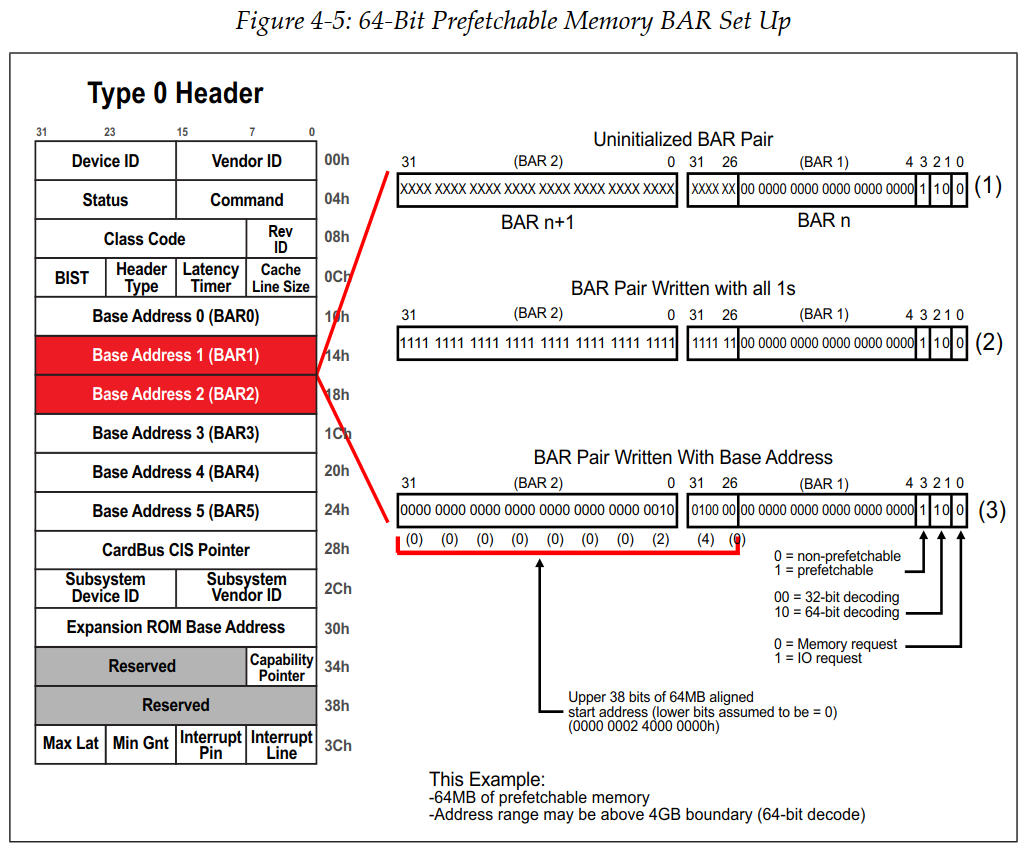 Figure 4-5: 64-Bit Prefetchable Memory BAR Set Up
Type 0 Header
31 23 15 7 0
Device ID Vendor ID 00h
Status Command 04h
Class Code Rev ID 08h
BIST Header Type Latency Timer Cache Line Size 0Ch
Base Address 0 (BAR0) 10h
Base Address 1 (BAR1) 14h
Base Address 2 (BAR2) 18h
Base Address 3 (BAR3) 1Ch
Base Address 4 (BAR4) 20h
Base Address 5 (BAR5) 24h
CardBus CIS Pointer 28h
Subsystem Device ID Subsystem Vendor ID 2Ch
Expansion ROM Base Address 30h
Reserved Capability Pointer 34h
Reserved 38h
Max Lat Min Gnt Interrupt Pin Interrupt Line 3Ch
Uninitialized BAR Pair
31 (BAR 2) 0 31 26 (BAR 1) 4 3 2 1 0
XXXX XXXX XXXX XXXX XXXX XXXX XXXX XXXX XXXX XX 00 0000 0000 0000 0000 0000 1 10 0 (1)
BAR n+1 BAR n
BAR Pair Written with all 1s
31 (BAR 2) 0 31 26 (BAR 1) 4 3 2 1 0
1111 1111 1111 1111 1111 1111 1111 1111 1111 11 00 0000 0000 0000 0000 0000 1 10 0 (2)
BAR Pair Written With Base Address
31 (BAR 2) 0 31 26 (BAR 1) 4 3 2 1 0
0000 0000 0000 0000 0000 0000 0000 0010 0100 00 00 0000 0000 0000 0000 0000 1 10 0 (3)
(0) (0) (0) (0) (0) (0) (0) (2) (4) (0)
0 = non-prefetchable
1 = prefetchable
00 = 32-bit decoding
10 = 64-bit decoding
0 = Memory request
1 = IO request
Upper 38 bits of 64MB aligned
start address (lower bits assumed to be = 0)
(0000 0002 4000 0000h)
This Example:
-64MB of prefetchable memory
-Address range may be above 4GB boundary (64-bit decode)